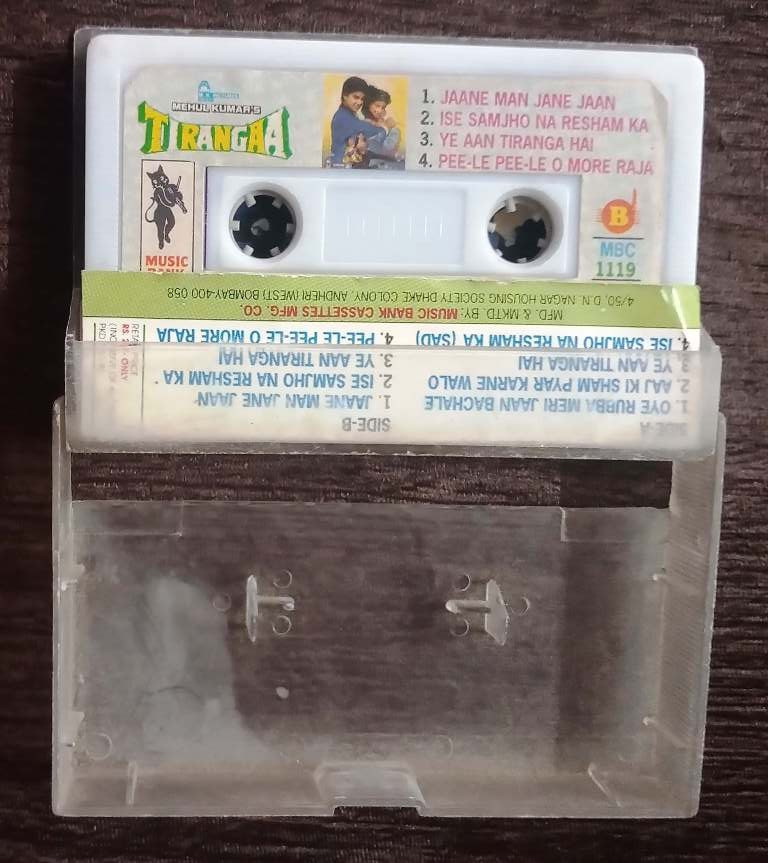 MEHUL KUMAR'S
TIRANGAA
1. JAANE MAN JANE JAAN
2. ISE SAMJHO NA RESHAM KA
3. YE AAN TIRANGA HAI
4. PEE-LE PEE-LE O MORE RAJA
MUSIC
BANK
B
MBC
1119
SIDE-A
1. OYE RUBBA MERI JAAN BACHALE
2. AAJ KI SHAM PYAR KARNE WALO
3. YE AAN TIRANGA HAI
4. ISE SAMJHO NA RESHAM KA (SAD)
SIDE-B
1. JAANE MAN JANE JAAN
2. ISE SAMJHO NA RESHAM KA
3. YE AAN TIRANGA HAI
4. PEE-LE PEE-LE O MORE RAJA
MFD. & MKTD. BY: MUSIC BANK CASSETTES MFG. CO.
4/50, D.N. NAGAR HOUSING SOCIETY DHAKE COLONY, ANDHERI (WEST) BOMBAY-400 058
ONLY